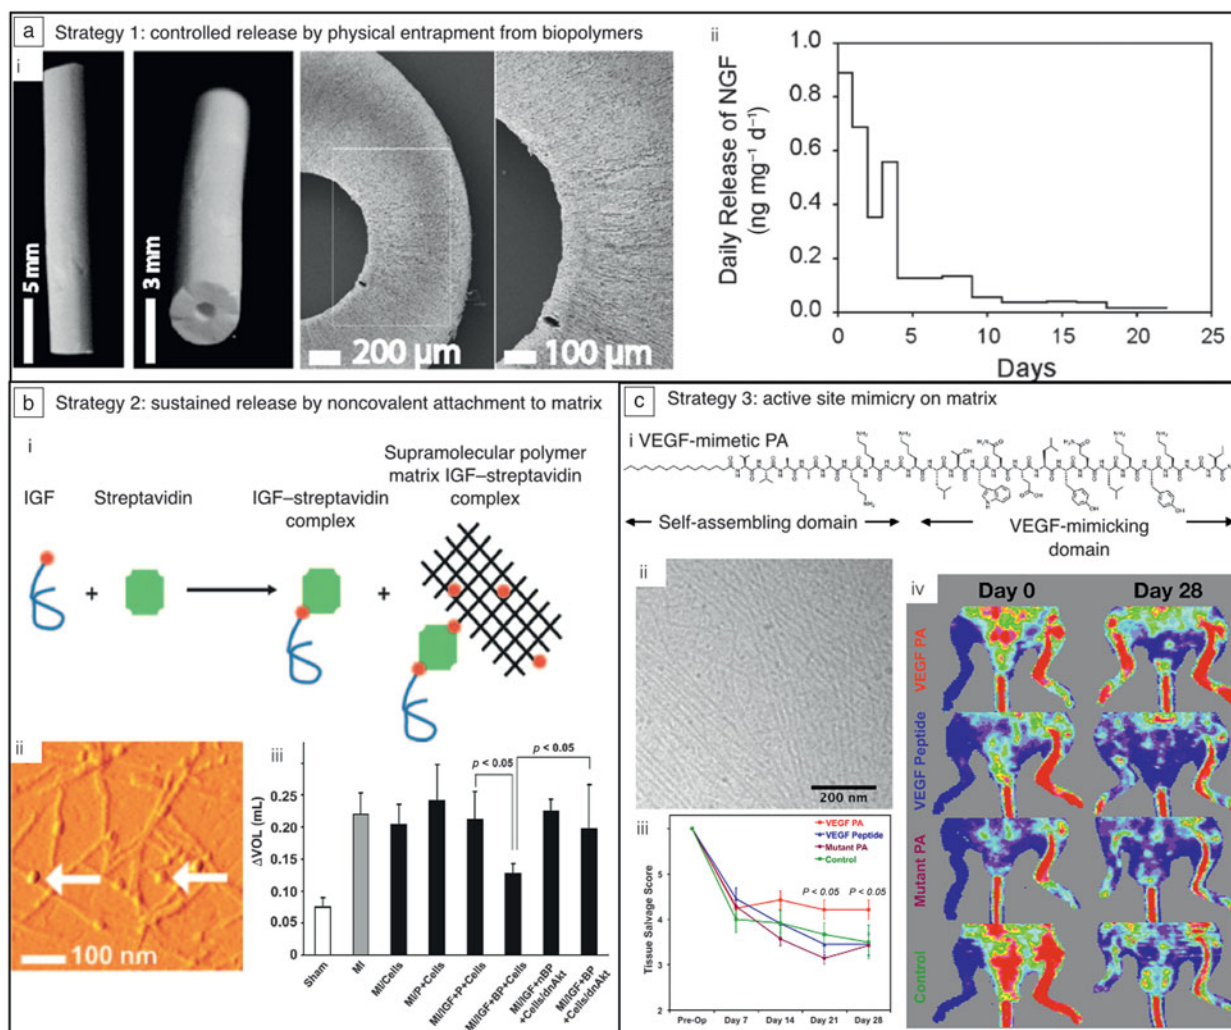 a Strategy 1: controlled release by physical entrapment from biopolymers
i
5 mm
3 mm
200 µm
100 µm
ii
Daily Release of NGF
(ng mg⁻¹ d⁻¹)
1.0
0.8
0.6
0.4
0.2
0.0
0 5 10 15 20 25
Days
b Strategy 2: sustained release by noncovalent attachment to matrix
i
IGF
Streptavidin
IGF–streptavidin
complex
Supramolecular polymer
matrix IGF–streptavidin
complex
+
+
ii
100 nm
iii
ΔVOL (mL)
0.25
0.20
0.15
0.10
0.05
0
p < 0.05
p < 0.05
Sham
MI
MI/Cells
MI/P+Cells
MI/IGF+P+Cells
MI/IGF+BP+Cells
MI/IGF+nBP
+Cells/dnAkt
MI/IGF+BP
+Cells/dnAkt
c Strategy 3: active site mimicry on matrix
i VEGF-mimetic PA
Self-assembling domain
VEGF-mimicking
domain
ii
200 nm
iii
Tissue Salvage Score
6
5
4
3
2
VEGF PA
VEGF Peptide
Mutant PA
Control
P < 0.05 P < 0.05
Pre-Op Day 7 Day 14 Day 21 Day 28
iv
Day 0 Day 28
VEGF PA
VEGF Peptide
Mutant PA
Control